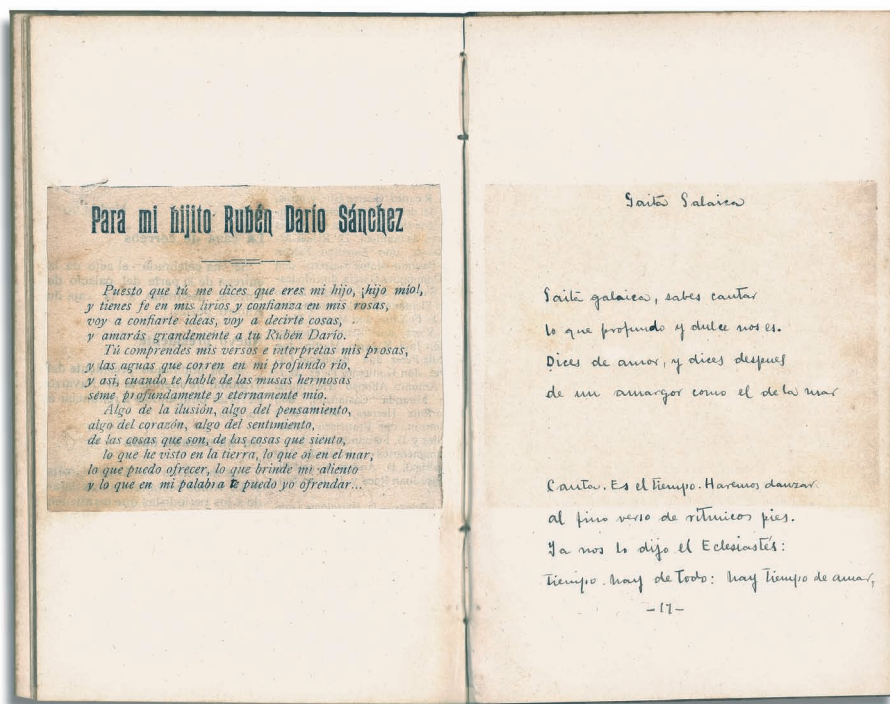 Para mi hijito Rubén Darío Sánchez
Puesto que tú me dices que eres mi hijo, ¡hijo mío!,
y tienes fe en mis lirios y confianza en mis rosas,
voy a confiarte ideas, voy a decirte cosas,
y amarás grandemente a tu Rubén Darío.
Tú comprendes mis versos e interpretas mis prosas,
y las aguas que corren en mi profundo río,
y así, cuando te hable de las musas hermosas
séme profundamente y eternamente mío.
Algo de la ilusión, algo del pensamiento,
algo del corazón, algo del sentimiento,
de las cosas que son, de las cosas que siento,
lo que he visto en la tierra, lo que oí en el mar,
lo que puedo ofrecer, lo que brinde mi aliento
y lo que en mi palabra te puedo yo ofrendar...
Gaita Galaica
Gaita galaica, sabes cantar
lo que profundo y dulce nos es.
Dices de amor, y dices despues
de un amargor como el de la mar
Canta. Es el tiempo. Haremos danzar
al fino verso de rítmicos pies.
Ya nos lo dijo el Eclesiastés:
tiempo hay de todo: hay tiempo de amar,
-17-